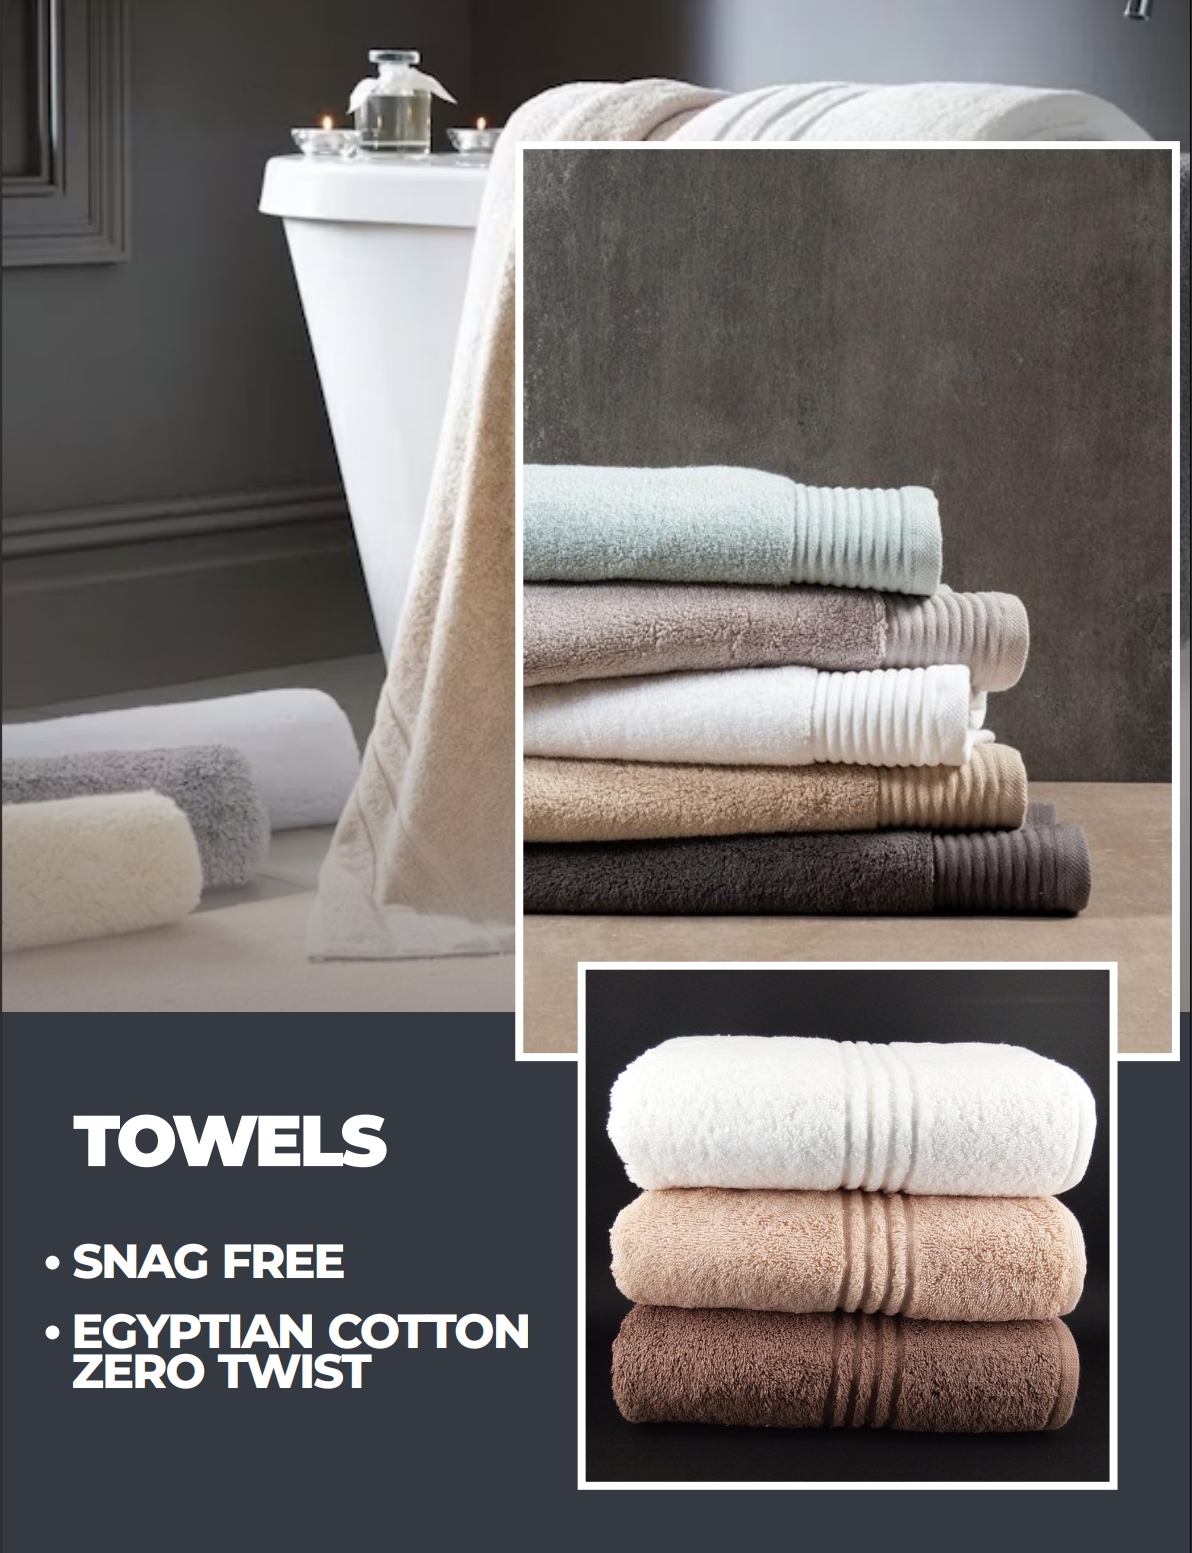 TOWELS
• SNAG FREE
• EGYPTIAN COTTON
ZERO TWIST